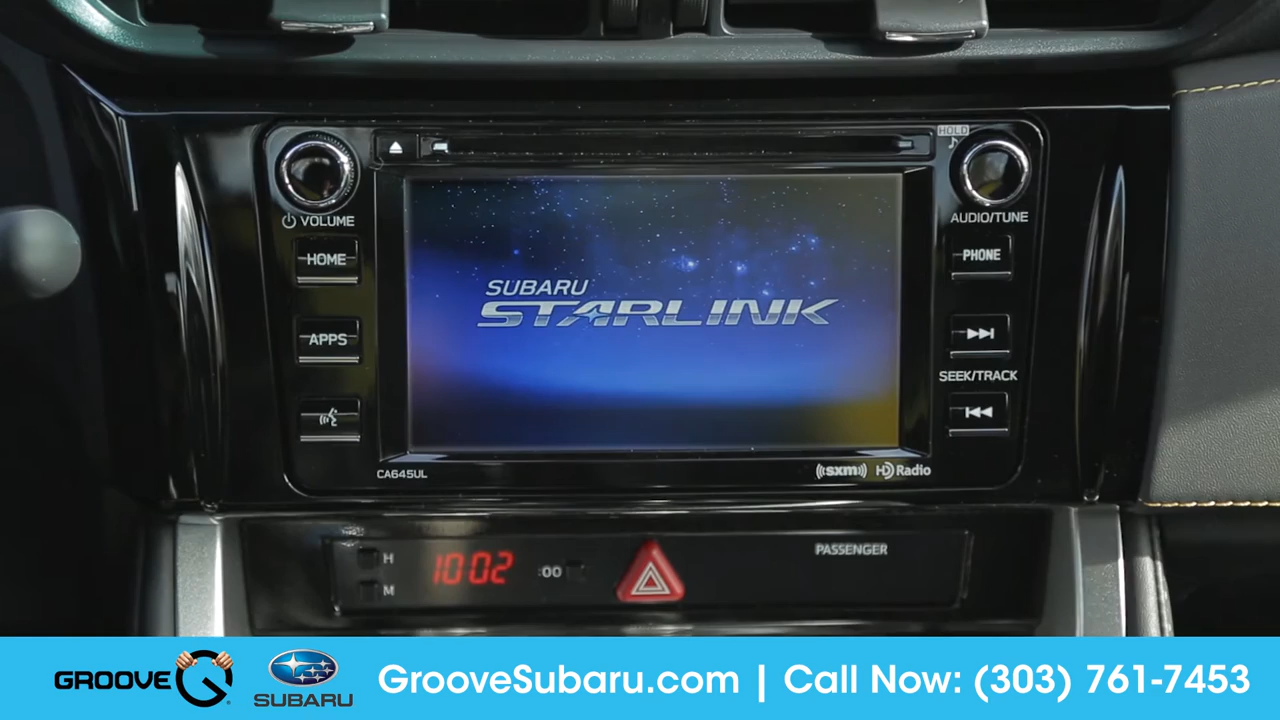 HOLD
VOLUME
AUDIO/TUNE
HOME
PHONE
SUBARU
STARLINK
APPS
SEEK/TRACK
CA645UL
((sxm)) HD Radio
PASSENGER
H
10:02 :00
M
GROOVE
SUBARU
GrooveSubaru.com | Call Now: (303) 761-7453